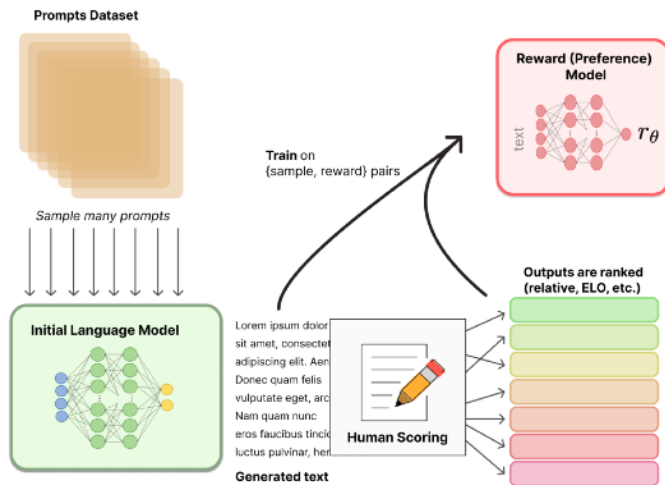 Prompts Dataset
Sample many prompts
Initial Language Model
Lorem ipsum dolor
sit amet, consectet
adipiscing elit. Aen
Donec quam felis
vulputate eget, arc
Nam quam nunc
eros faucibus tincid
luctus pulvinar, her
Generated text
Human Scoring
Train on
{sample, reward} pairs
Reward (Preference)
Model
text
rθ
Outputs are ranked
(relative, ELO, etc.)